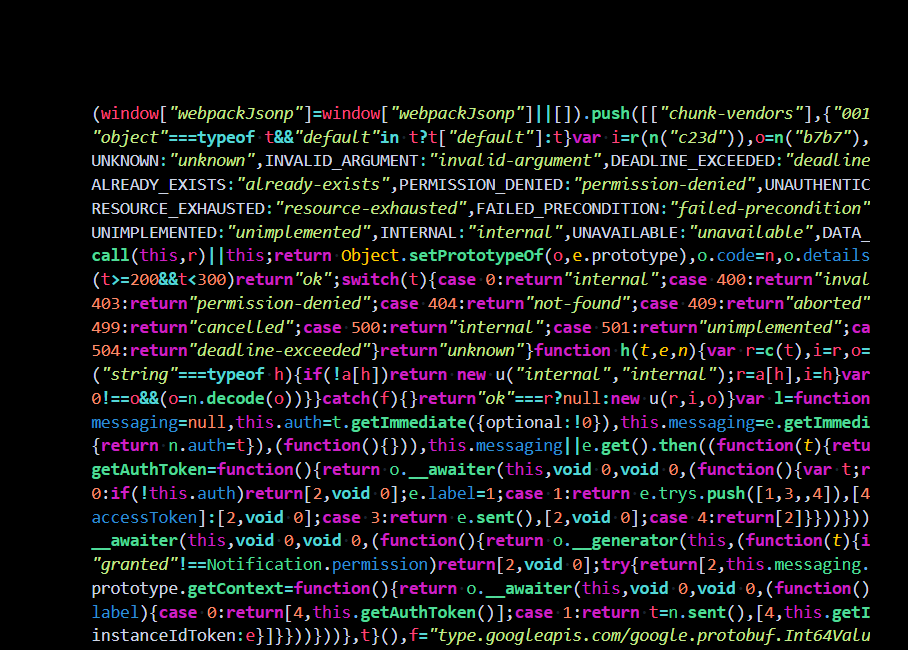 (window["webpackJsonp"]=window["webpackJsonp"]||[]).push([["chunk-vendors"],{"001
"object"===typeof t&&"default"in t?t["default"]:t}var i=r(n("c23d")),o=n("b7b7"),
UNKNOWN:"unknown",INVALID_ARGUMENT:"invalid-argument",DEADLINE_EXCEEDED:"deadline
ALREADY_EXISTS:"already-exists",PERMISSION_DENIED:"permission-denied",UNAUTHENTIC
RESOURCE_EXHAUSTED:"resource-exhausted",FAILED_PRECONDITION:"failed-precondition"
UNIMPLEMENTED:"unimplemented",INTERNAL:"internal",UNAVAILABLE:"unavailable",DATA_
call(this,r)||this;return Object.setPrototypeOf(o,e.prototype),o.code=n,o.details
(t>=200&&t<300)return"ok";switch(t){case 0:return"internal";case 400:return"inval
403:return"permission-denied";case 404:return"not-found";case 409:return"aborted"
499:return"cancelled";case 500:return"internal";case 501:return"unimplemented";ca
504:return"deadline-exceeded"}return"unknown"}function h(t,e,n){var r=c(t),i=r,o=
("string"===typeof h){if(!a[h])return new u("internal","internal");r=a[h],i=h}var
0!==o&&(o=n.decode(o))}}catch(f){}return"ok"===r?null:new u(r,i,o)}var l=function
messaging=null,this.auth=t.getImmediate({optional:!0}),this.messaging=e.getImmedi
{return n.auth=t}),(function(){})),this.messaging||e.get().then((function(t){retu
getAuthToken=function(){return o.__awaiter(this,void 0,void 0,(function(){var t;r
0:if(!this.auth)return[2,void 0];e.label=1;case 1:return e.trys.push([1,3,,4]),[4
accessToken]:[2,void 0];case 3:return e.sent(),[2,void 0];case 4:return[2]}}))}))
__awaiter(this,void 0,void 0,(function(){return o.__generator(this,(function(t){i
"granted"!==Notification.permission)return[2,void 0];try{return[2,this.messaging.
prototype.getContext=function(){return o.__awaiter(this,void 0,void 0,(function()
label){case 0:return[4,this.getAuthToken()];case 1:return t=n.sent(),[4,this.getI
instanceIdToken:e}]}}))}))},t}(),f="type.googleapis.com/google.protobuf.Int64Valu